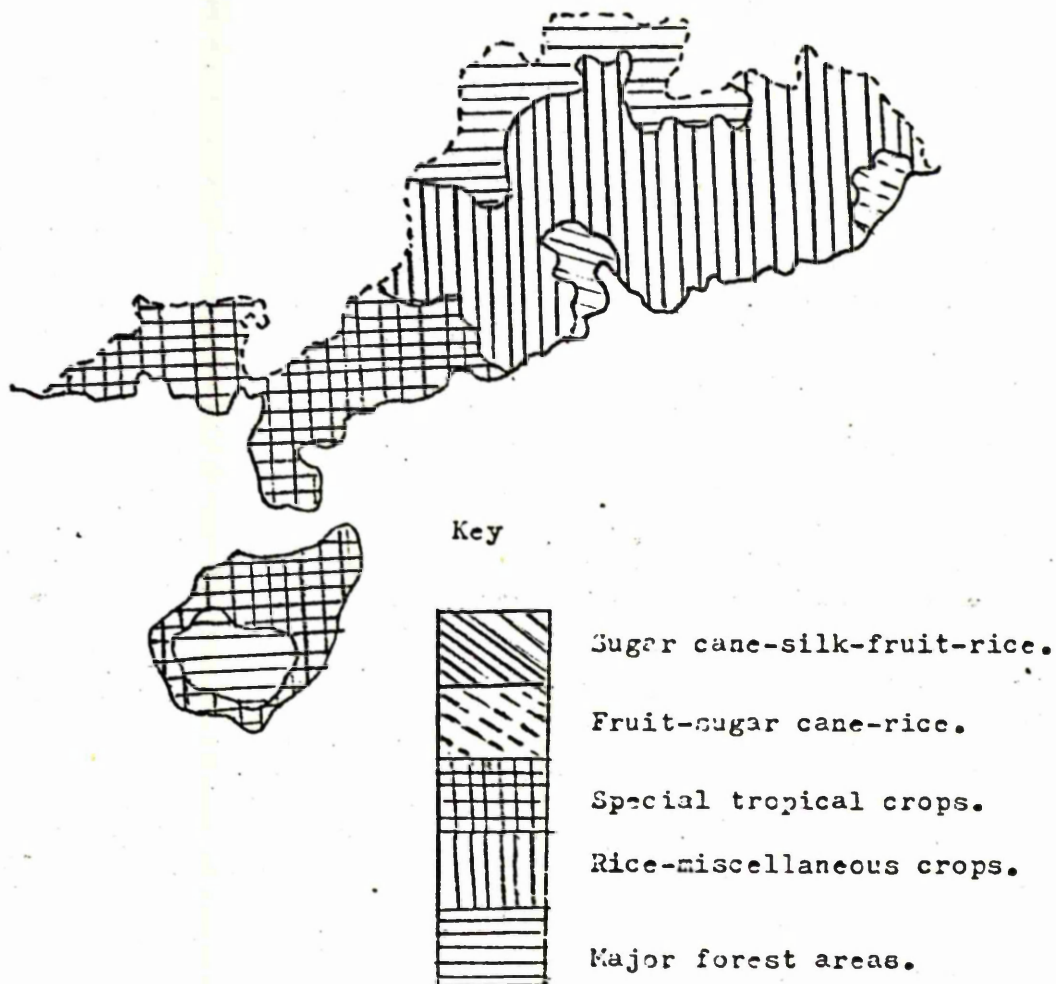 Key
Sugar cane-silk-fruit-rice.
Fruit-sugar cane-rice.
Special tropical crops.
Rice-miscellaneous crops.
Major forest areas.